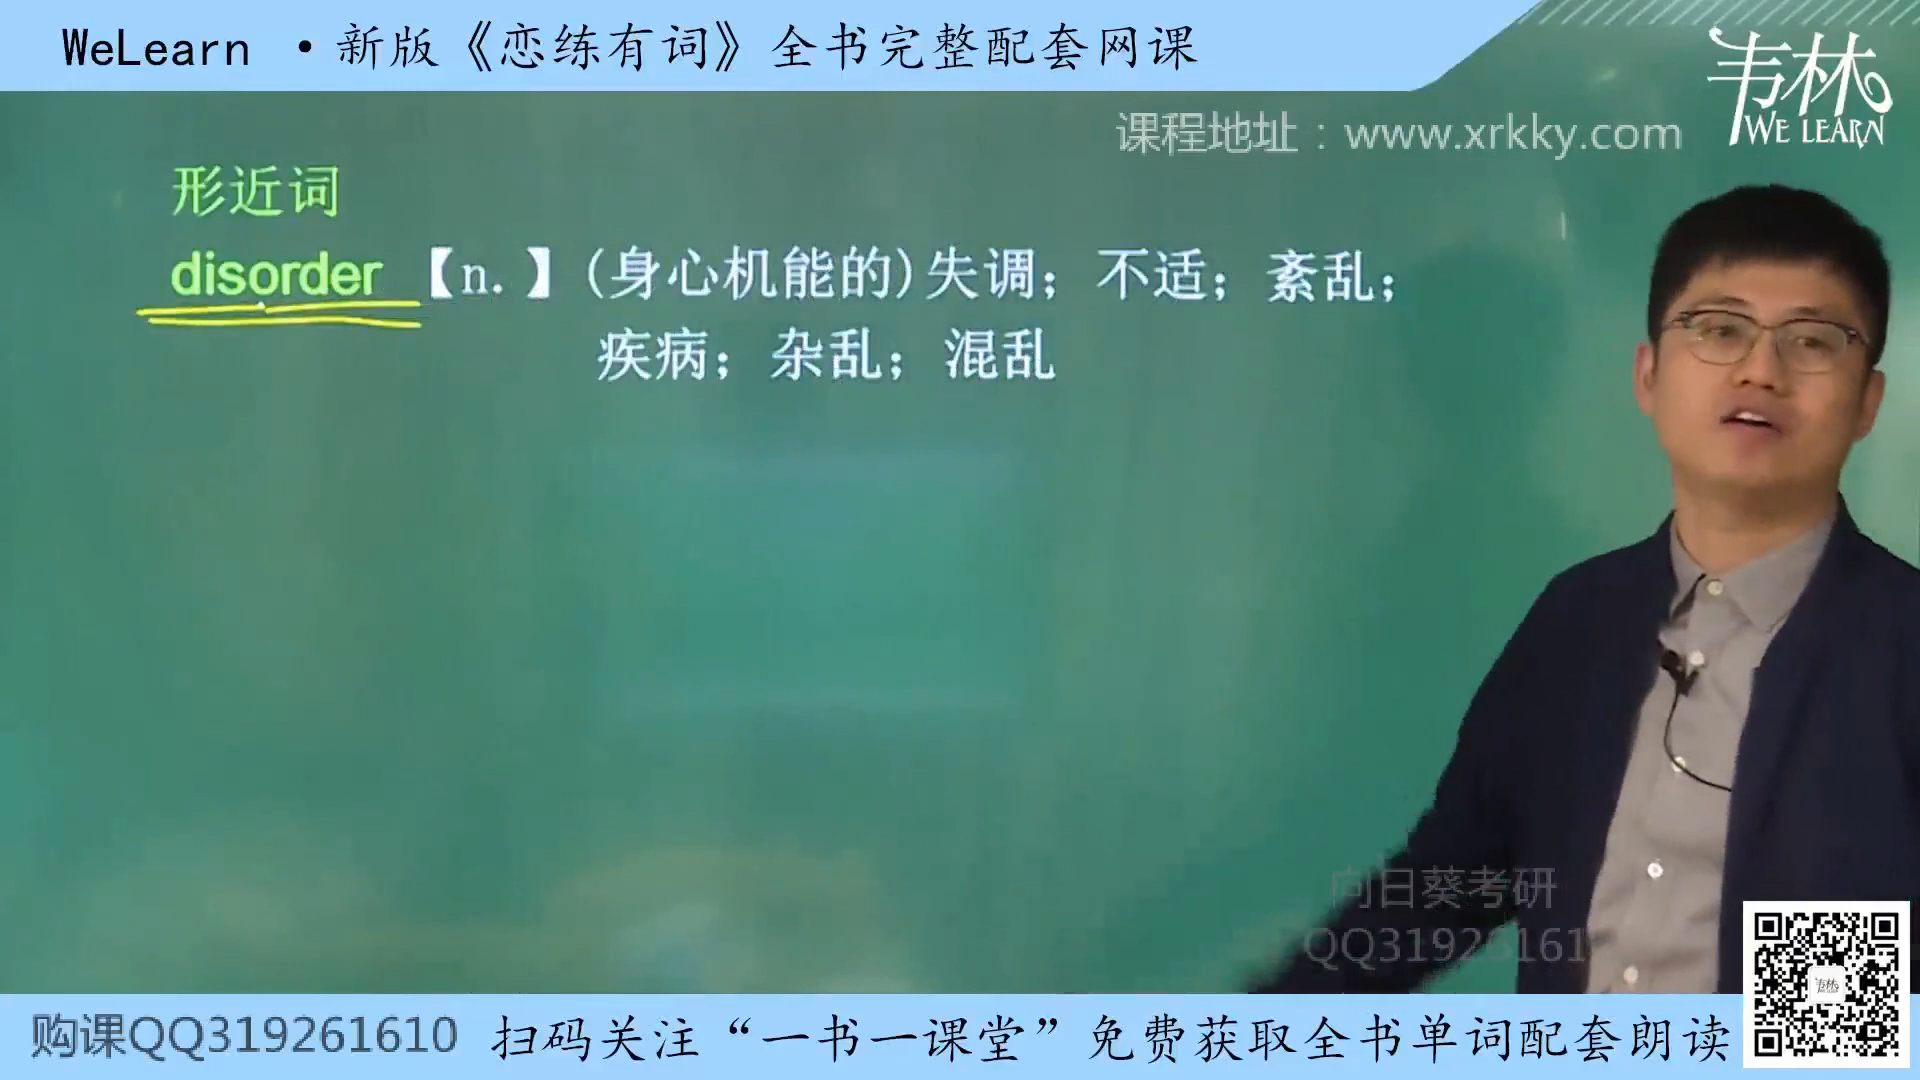 WeLearn ·新版《恋练有词》全书完整配套网课
韦林
WE LEARN
课程地址：www.xrkky.com
形近词
disorder【n.】(身心机能的)失调；不适；紊乱；
疾病；杂乱；混乱
向日葵考研
QQ319261610
购课QQ319261610
扫码关注“一书一课堂”免费获取全书单词配套朗读
韦林